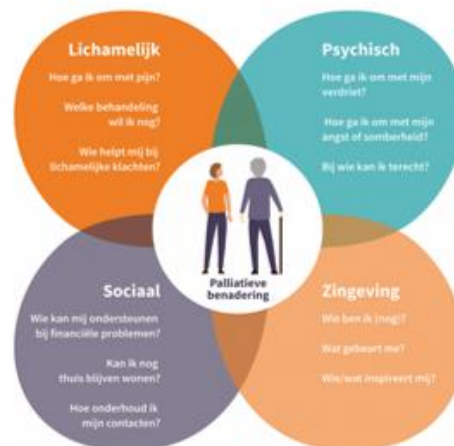 Lichamelijk
Hoe ga ik om met pijn?
Welke behandeling
wil ik nog?
Wie helpt mij bij
lichamelijke klachten?
Psychisch
Hoe ga ik om met mijn
verdriet?
Hoe ga ik om met mijn
angst of somberheid?
Bij wie kan ik terecht?
Palliatieve
benadering
Sociaal
Wie kan mij ondersteunen
bij financiële problemen?
Kan ik nog
thuis blijven wonen?
Hoe onderhoud ik
mijn contacten?
Zingeving
Wie ben ik (nog)?
Wat gebeurt me?
Wie/wat inspireert mij?